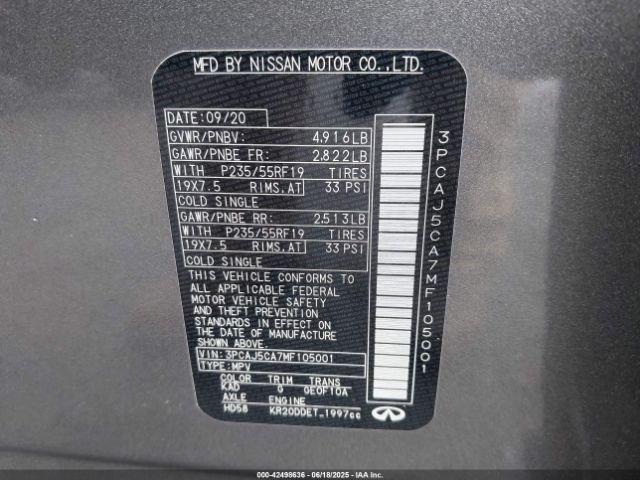 MFD BY NISSAN MOTOR CO.,LTD.
DATE: 09/20
GVWR/PNBV: 4,916LB
GAWR/PNBE FR: 2,822LB
WITH P235/55RF19 TIRES
19X7.5 RIMS,AT 33 PSI
COLD SINGLE
GAWR/PNBE RR: 2,513LB
WITH P235/55RF19 TIRES
19X7.5 RIMS,AT 33 PSI
COLD SINGLE
THIS VEHICLE CONFORMS TO
ALL APPLICABLE FEDERAL
MOTOR VEHICLE SAFETY
AND THEFT PREVENTION
STANDARDS IN EFFECT ON
THE DATE OF MANUFACTURE
SHOWN ABOVE.
VIN: 3PCAJ5CA7MF105001
TYPE: MPV
COLOR TRIM TRANS
KAD G GE0F10A
AXLE ENGINE
HD58 KR20DDET 1997cc
3PCAJ5CA7MF105001
000-42498636 - 06/18/2025 - IAA Inc.